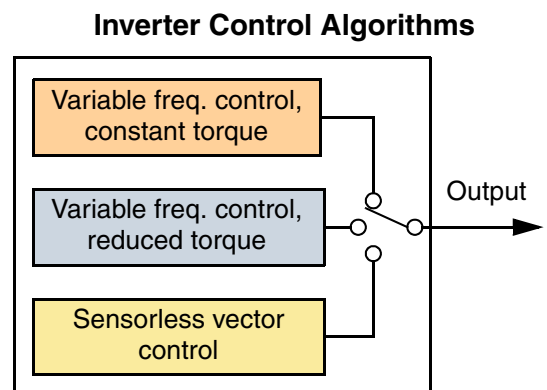 Inverter Control Algorithms
Variable freq. control,
constant torque
Variable freq. control,
reduced torque
Output
Sensorless vector
control